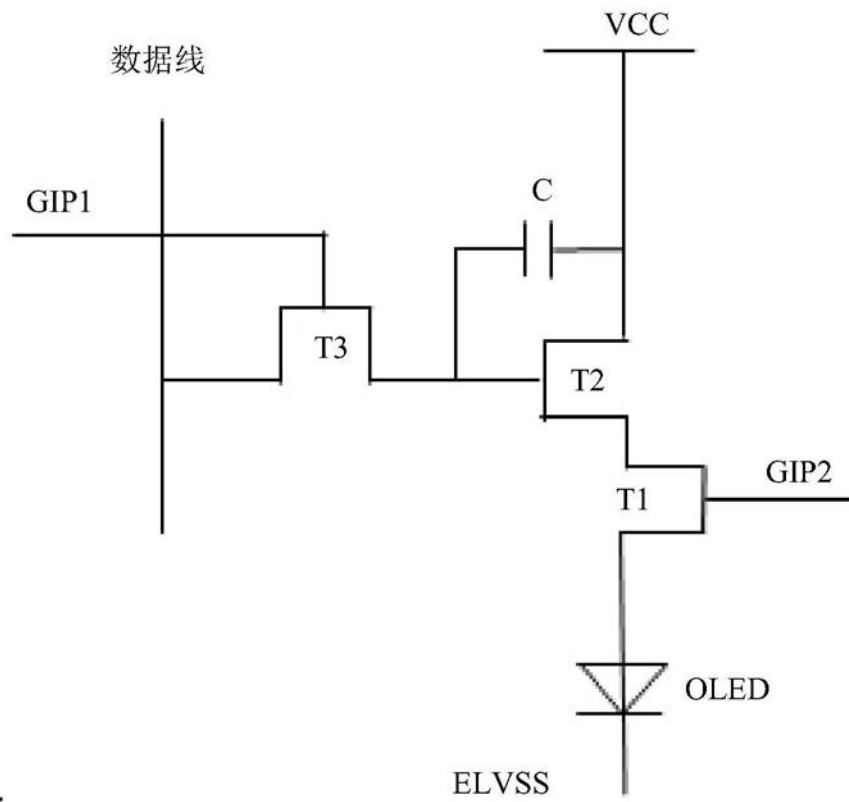 VCC
数据线
C
GIP1
T3
T2
GIP2
T1
OLED
ELVSS